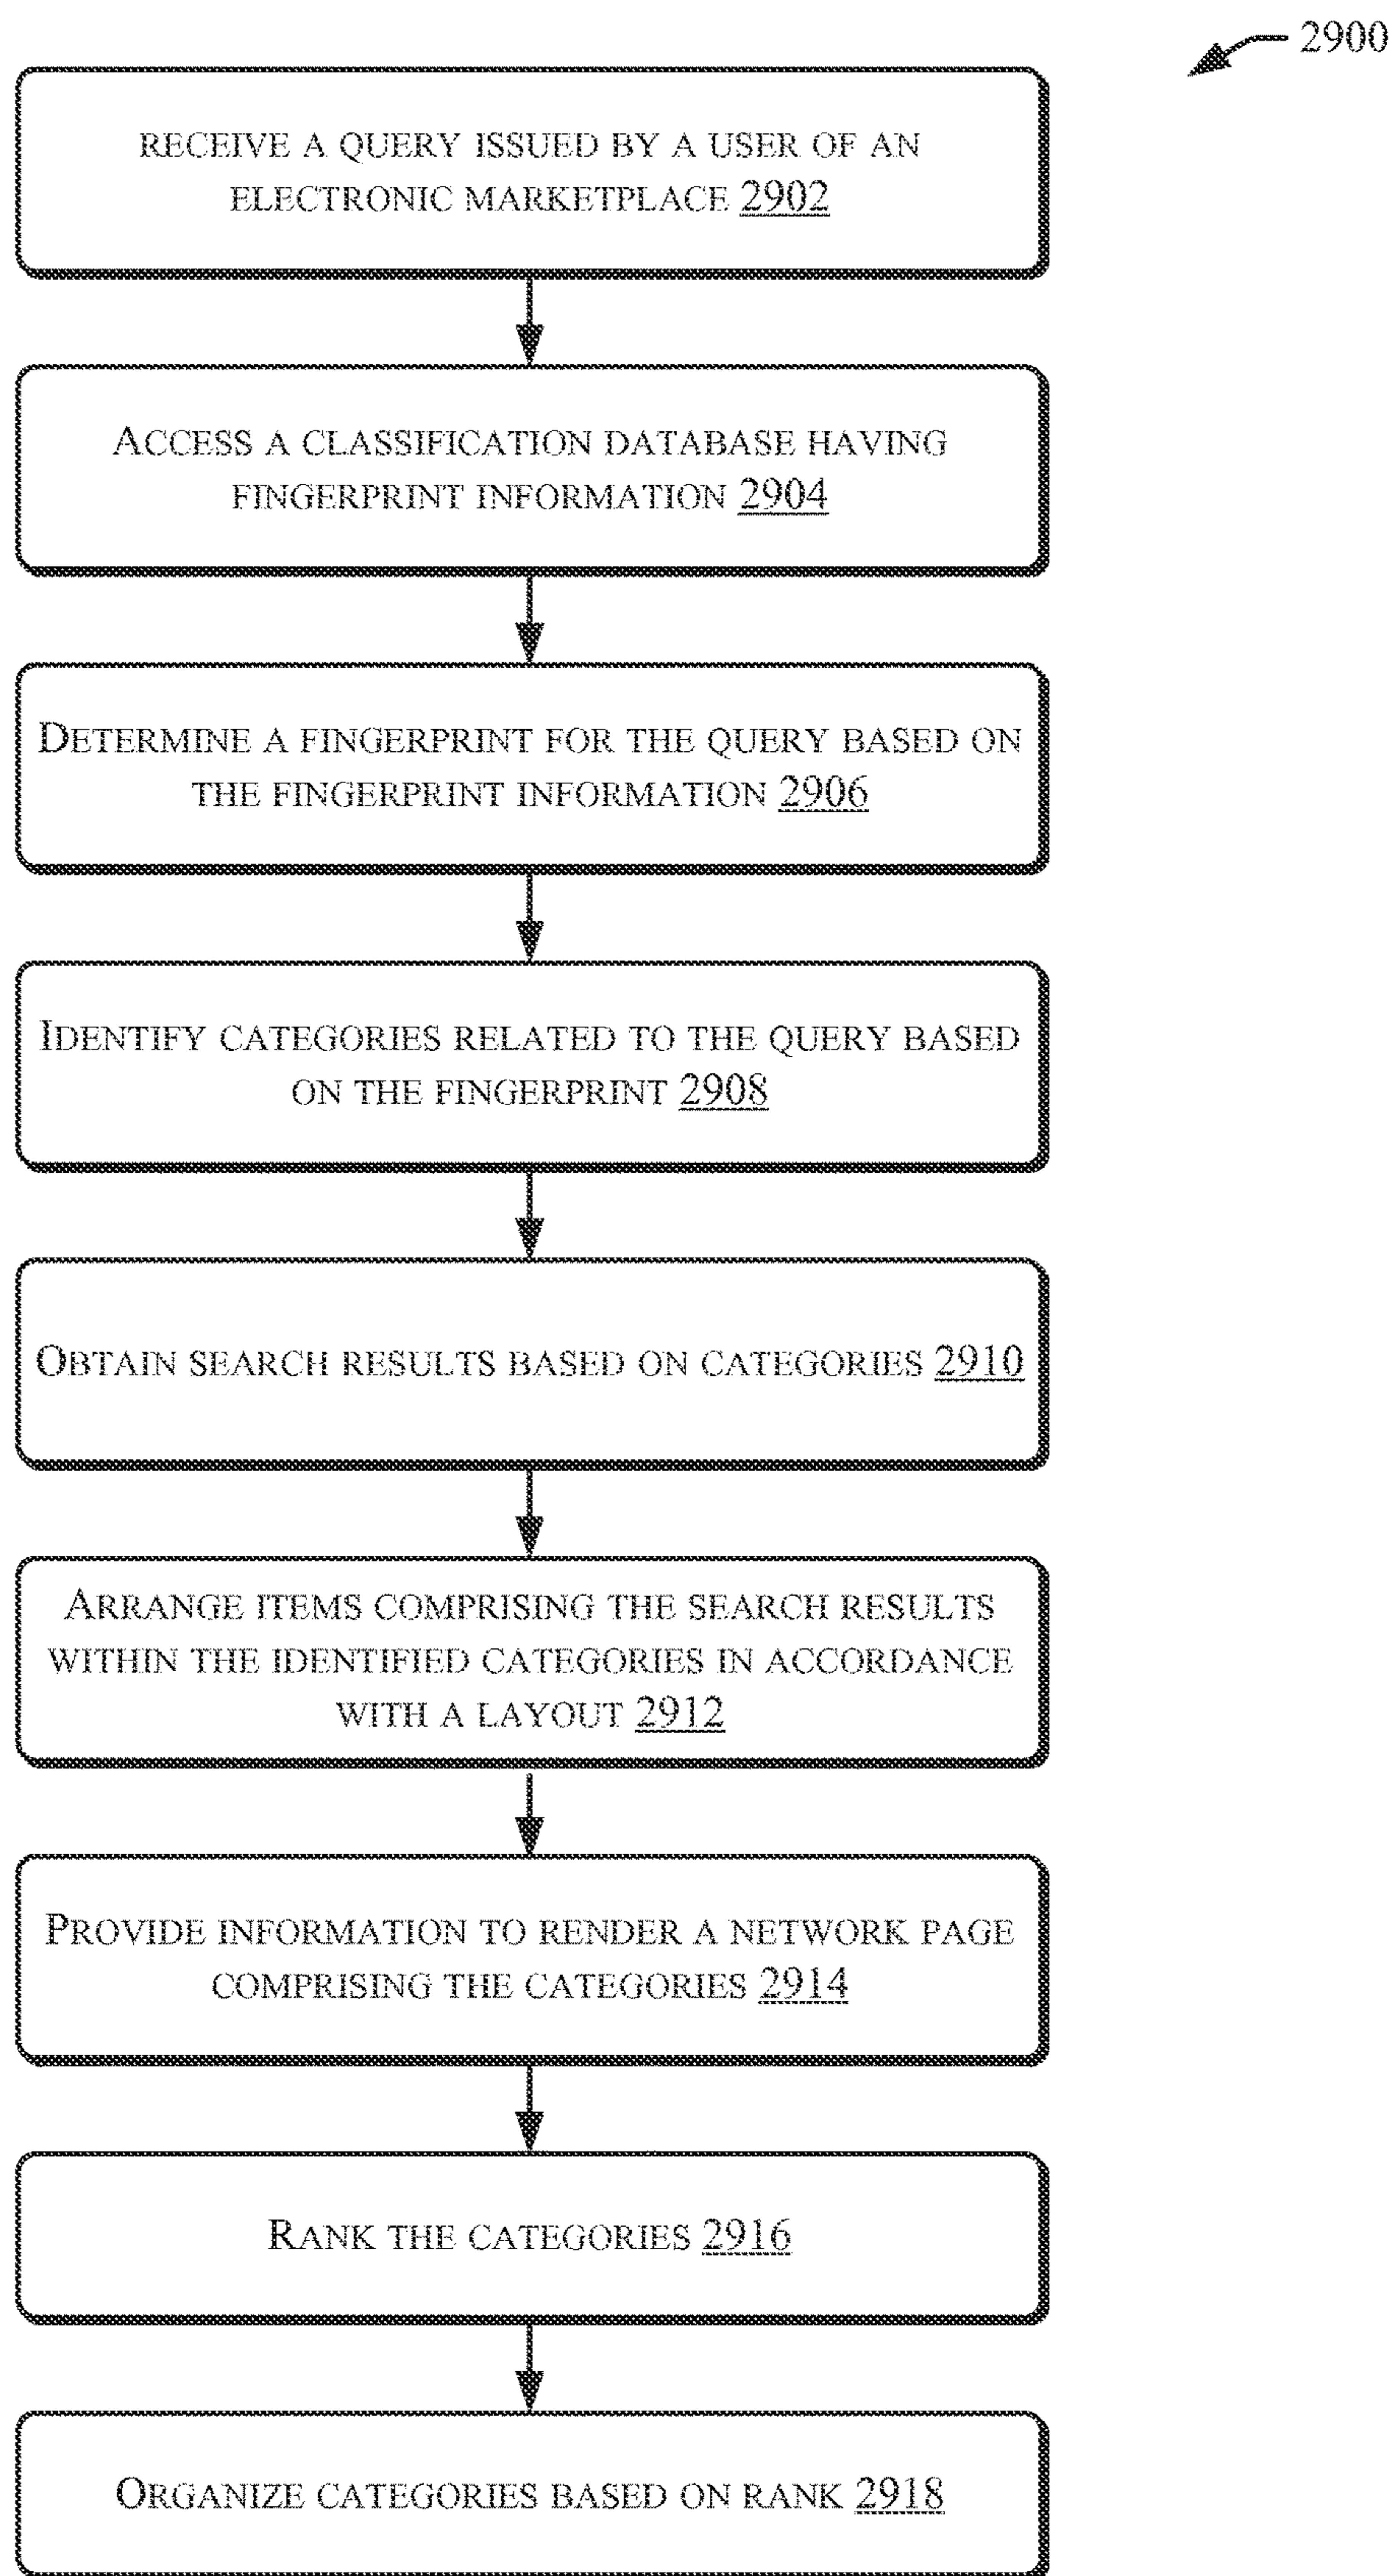 2900
RECEIVE A QUERY ISSUED BY A USER OF AN
ELECTRONIC MARKETPLACE 2902
ACCESS A CLASSIFICATION DATABASE HAVING
FINGERPRINT INFORMATION 2904
DETERMINE A FINGERPRINT FOR THE QUERY BASED ON
THE FINGERPRINT INFORMATION 2906
IDENTIFY CATEGORIES RELATED TO THE QUERY BASED
ON THE FINGERPRINT 2908
OBTAIN SEARCH RESULTS BASED ON CATEGORIES 2910
ARRANGE ITEMS COMPRISING THE SEARCH RESULTS
WITHIN THE IDENTIFIED CATEGORIES IN ACCORDANCE
WITH A LAYOUT 2912
PROVIDE INFORMATION TO RENDER A NETWORK PAGE
COMPRISING THE CATEGORIES 2914
RANK THE CATEGORIES 2916
ORGANIZE CATEGORIES BASED ON RANK 2918